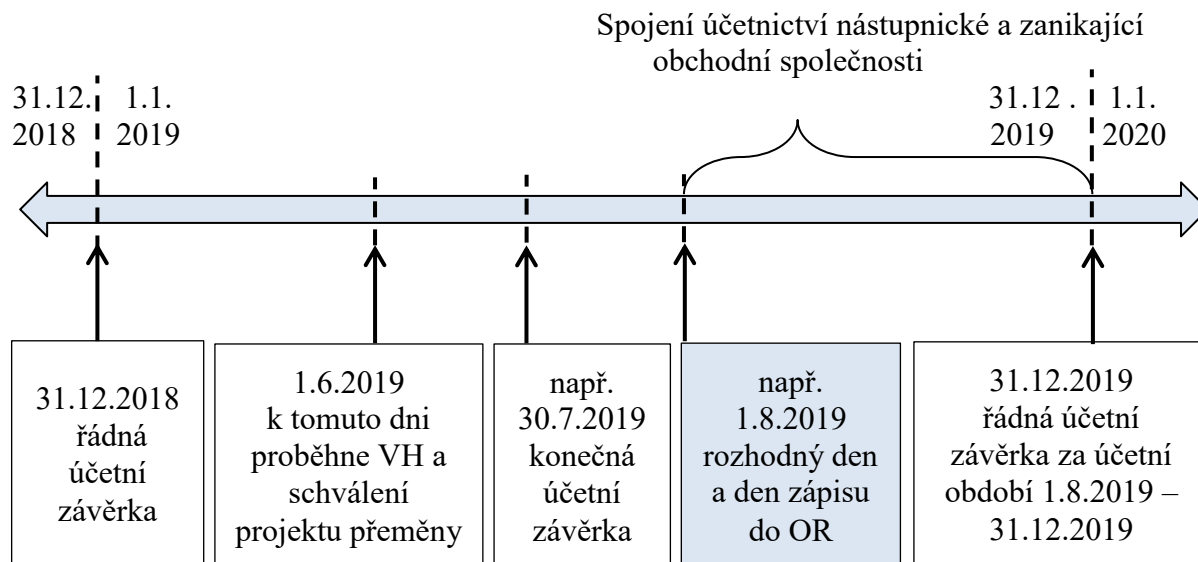 Spojení účetnictví nástupnické a zanikající
obchodní společnosti
31.12.
2018
1.1.
2019
31.12 .
2019
1.1.
2020
31.12.2018
řádná
účetní
závěrka
1.6.2019
k tomuto dni
proběhne VH a
schválení
projektu přeměny
např.
30.7.2019
konečná
účetní
závěrka
např.
1.8.2019
rozhodný den
a den zápisu
do OR
31.12.2019
řádná účetní
závěrka za účetní
období 1.8.2019 –
31.12.2019